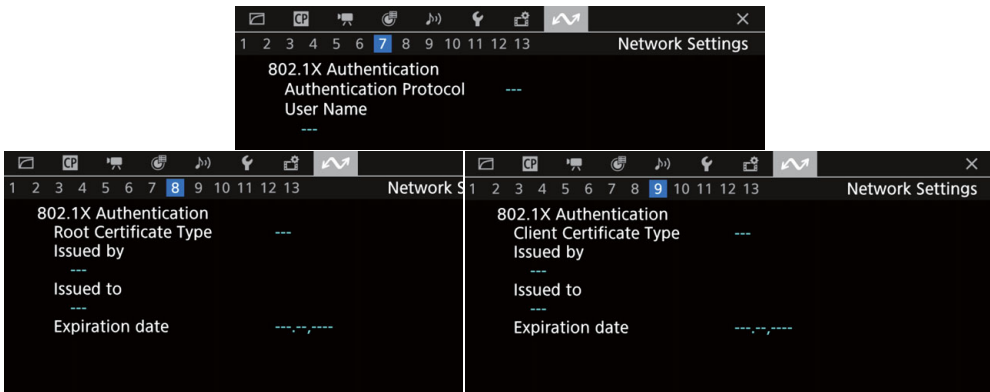 CP
1 2 3 4 5 6 7 8 9 10 11 12 13 Network Settings
802.1X Authentication
Authentication Protocol ---
User Name
---
CP
1 2 3 4 5 6 7 8 9 10 11 12 13 Network S
802.1X Authentication
Root Certificate Type ---
Issued by
---
Issued to
---
Expiration date ---.--,----
CP
1 2 3 4 5 6 7 8 9 10 11 12 13 Network Settings
802.1X Authentication
Client Certificate Type ---
Issued by
---
Issued to
---
Expiration date ---.--,----